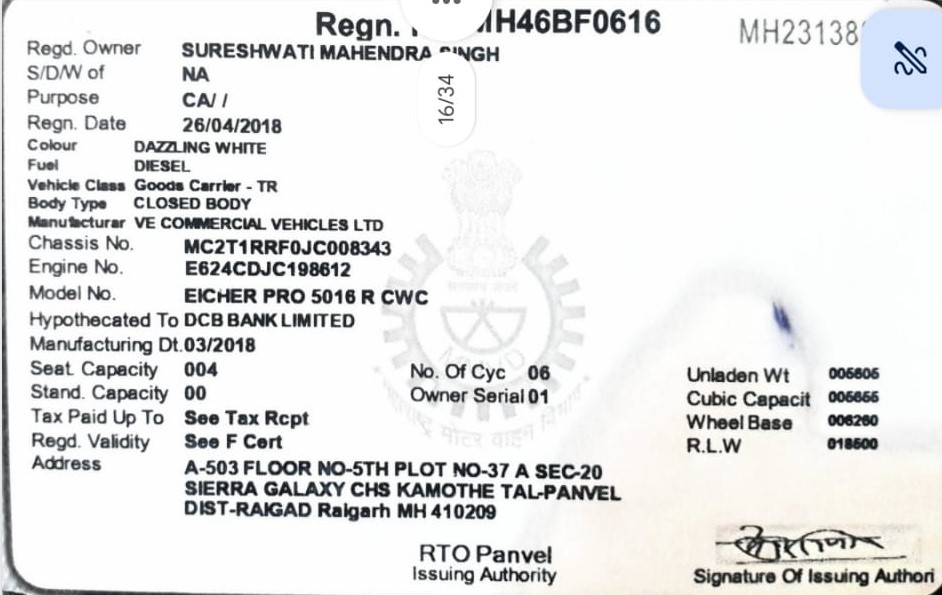 Regn. MH46BF0616
MH23138
16/34
Regd. Owner SURESHWATI MAHENDRA SINGH
S/D/W of NA
Purpose CA/ /
Regn. Date 26/04/2018
Colour DAZZLING WHITE
Fuel DIESEL
Vehicle Class Goods Carrier - TR
Body Type CLOSED BODY
Manufacturar VE COMMERCIAL VEHICLES LTD
Chassis No. MC2T1RRF0JC008343
Engine No. E624CDJC198612
Model No. EICHER PRO 5016 R CWC
Hypothecated To DCB BANK LIMITED
Manufacturing Dt. 03/2018
Seat. Capacity 004 No. Of Cyc 06 Unladen Wt
Stand. Capacity 00 Owner Serial 01 Cubic Capacit
Tax Paid Up To See Tax Rcpt Wheel Base 006260
Regd. Validity See F Cert R.L.W 018500
Address A-503 FLOOR NO-5TH PLOT NO-37 A SEC-20
SIERRA GALAXY CHS KAMOTHE TAL-PANVEL
DIST-RAIGAD Raigarh MH 410209
महाराष्ट्र मोटर वाहन विभाग
RTO Panvel
Issuing Authority
Signature Of Issuing Authori